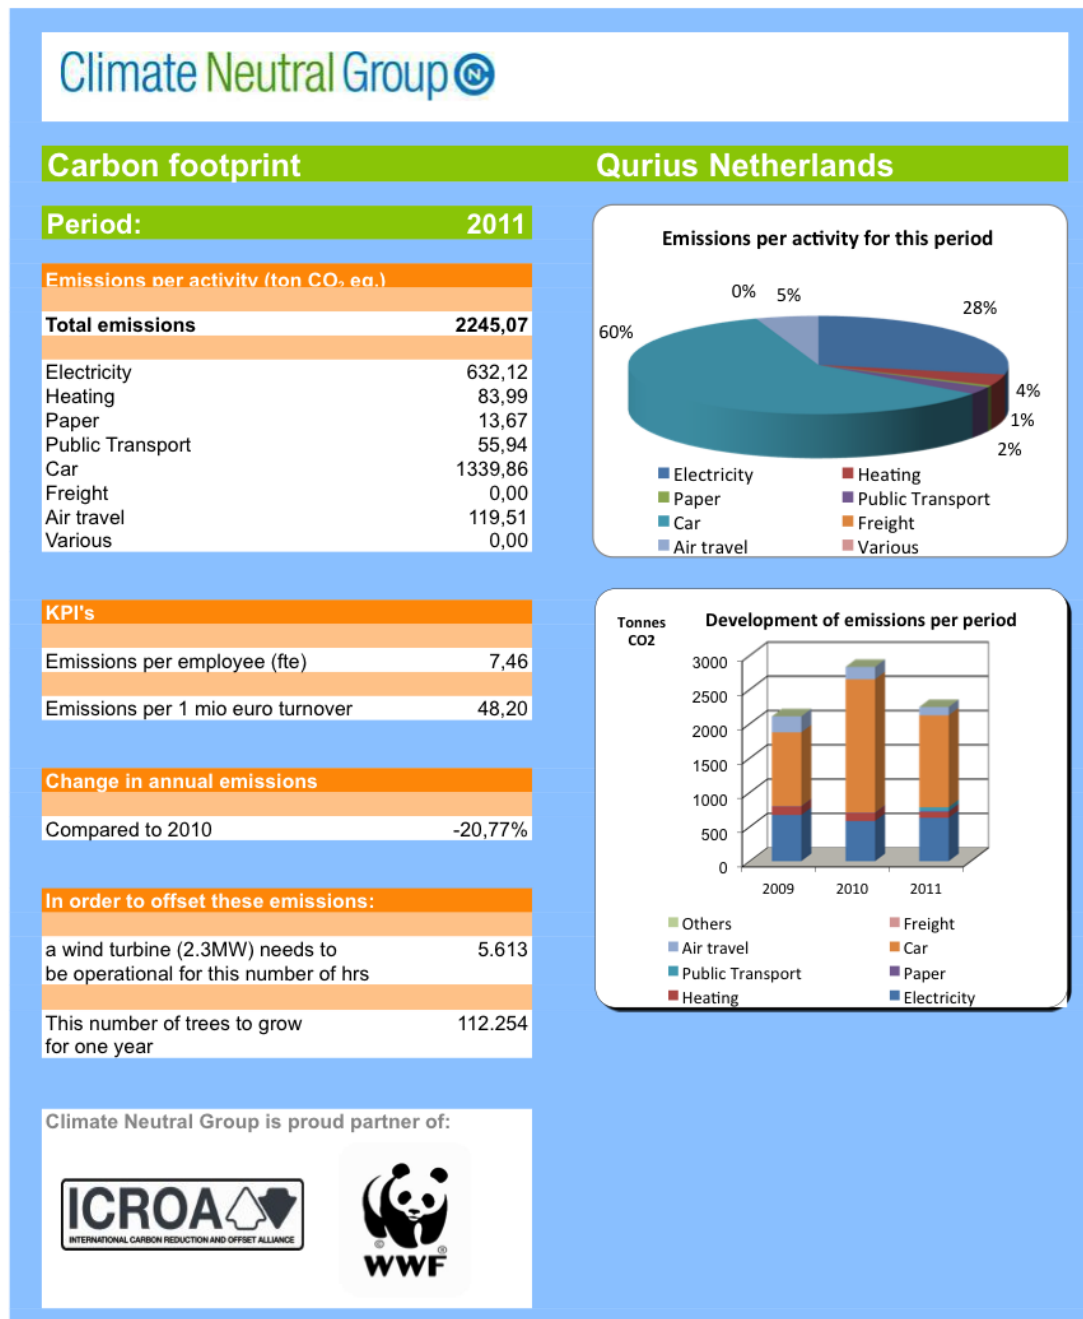 Climate Neutral Group CN
Carbon footprint
Qurius Netherlands
Period: 2011
Emissions per activity (ton CO₂ eq.)
Total emissions 2245,07
Electricity 632,12
Heating 83,99
Paper 13,67
Public Transport 55,94
Car 1339,86
Freight 0,00
Air travel 119,51
Various 0,00
KPI's
Emissions per employee (fte) 7,46
Emissions per 1 mio euro turnover 48,20
Change in annual emissions
Compared to 2010 -20,77%
In order to offset these emissions:
a wind turbine (2.3MW) needs to 5.613
be operational for this number of hrs
This number of trees to grow 112.254
for one year
Climate Neutral Group is proud partner of:
ICROA
INTERNATIONAL CARBON REDUCTION AND OFFSET ALLIANCE
© ®
WWF
Emissions per activity for this period
0% 5%
28%
60%
4%
1%
2%
Electricity Heating
Paper Public Transport
Car Freight
Air travel Various
Tonnes
CO2
Development of emissions per period
3000
2500
2000
1500
1000
500
0
2009 2010 2011
Others Freight
Air travel Car
Public Transport Paper
Heating Electricity